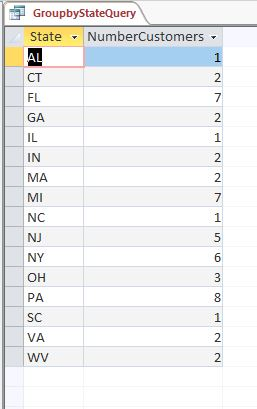 GroupbyStateQuery
State NumberCustomers
AL 1
CT 2
FL 7
GA 2
IL 1
IN 2
MA 2
MI 7
NC 1
NJ 5
NY 6
OH 3
PA 8
SC 1
VA 2
WV 2